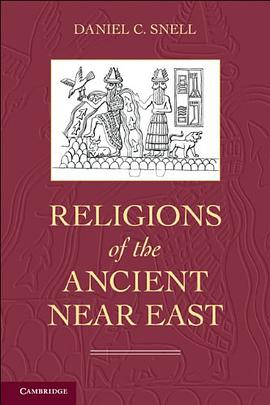 DANIEL C. SNELL
RELIGIONS
of the
ANCIENT
NEAR EAST
CAMBRIDGE